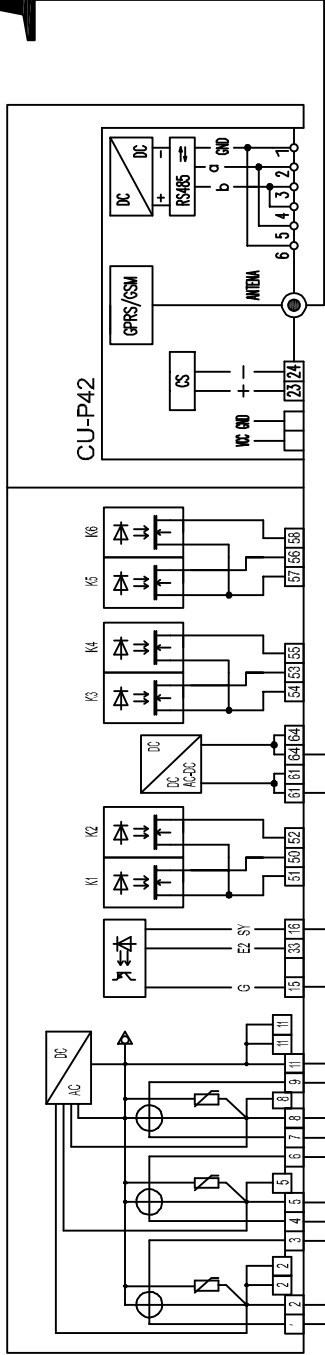 CU-P42
K1 K2 K3 K4 K5 K6
AC DC
DC AC-DC DC
CS
GPRS/GSM
DC DC
+ -
RS485
G E2 SY
VCC GND
+ -
ANTENA
b a GND
2 2 2 3 4 5 5 6 7 8 8 9 11 11 11
15 33 16
51 50 52
61 61 64 64
54 53 55
57 56 58
23 24
6 5 4 3 2 1